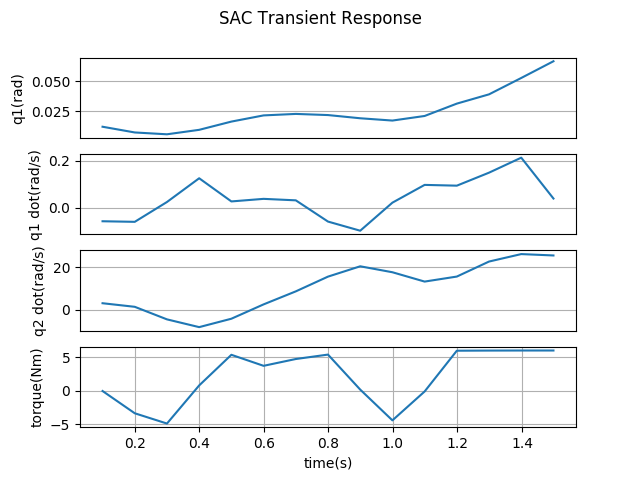 SAC Transient Response
q1(rad)
0.050
0.025
q1 dot(rad/s)
0.2
0.0
q2 dot(rad/s)
20
0
torque(Nm)
5
0
−5
0.2 0.4 0.6 0.8 1.0 1.2 1.4
time(s)